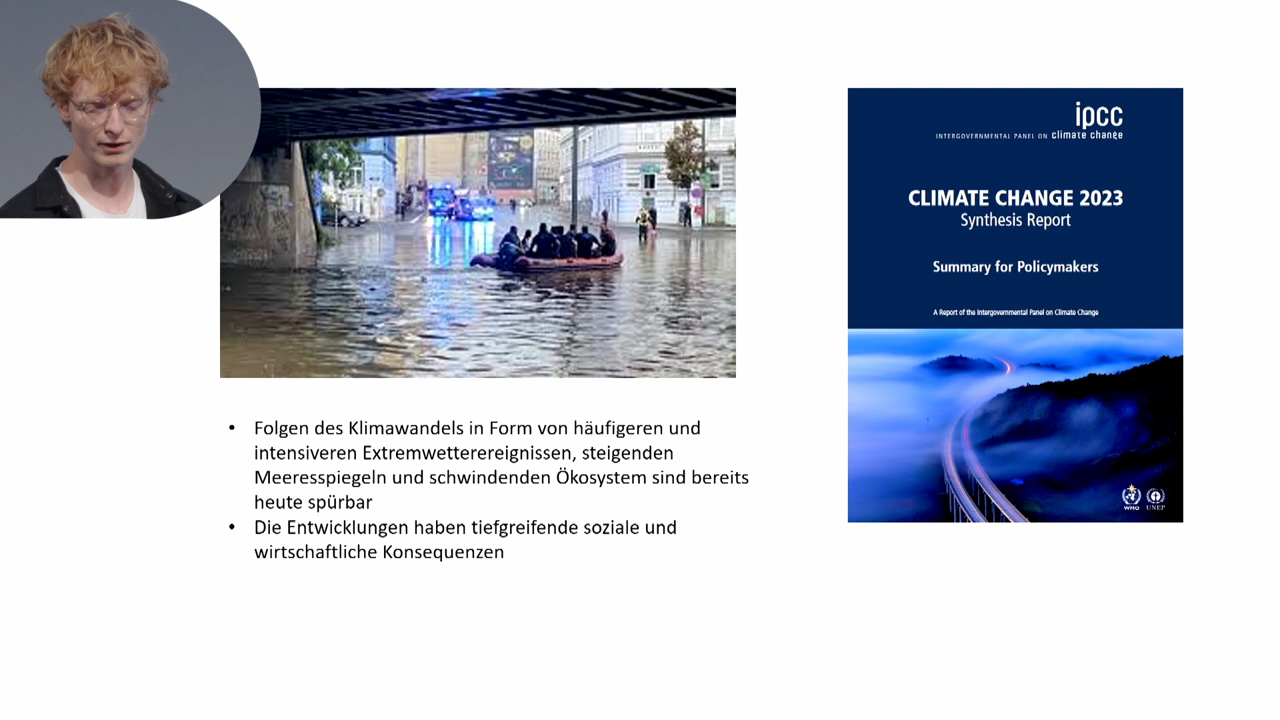 ipcc
INTERGOVERNMENTAL PANEL ON climate change
CLIMATE CHANGE 2023
Synthesis Report
Summary for Policymakers
A Report of the Intergovernmental Panel on Climate Change
WMO UNEP
• Folgen des Klimawandels in Form von häufigeren und
intensiveren Extremwetterereignissen, steigenden
Meeresspiegeln und schwindenden Ökosystem sind bereits
heute spürbar
• Die Entwicklungen haben tiefgreifende soziale und
wirtschaftliche Konsequenzen